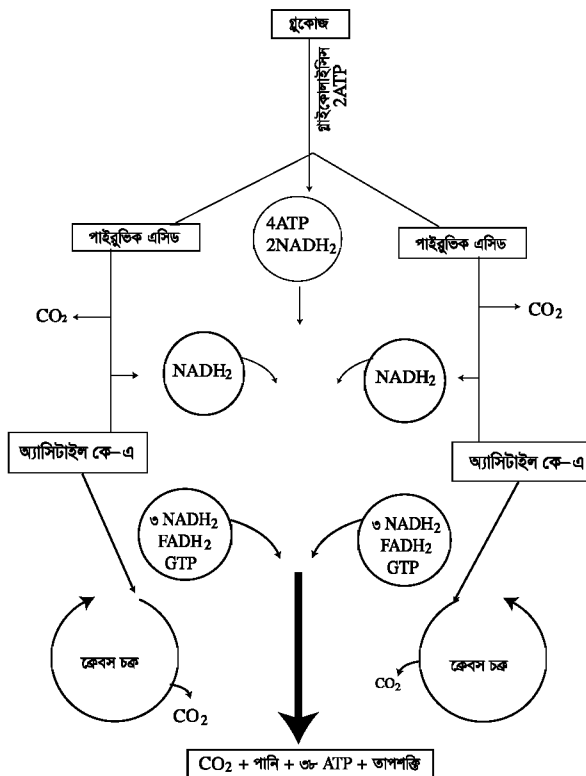 গ্লুকোজ
গ্লাইকোলাইসিস
2ATP
পাইরুভিক এসিড
4ATP
2NADH₂
পাইরুভিক এসিড
CO₂
CO₂
NADH₂
NADH₂
অ্যাসিটাইল কো-এ
অ্যাসিটাইল কো-এ
৩ NADH₂
FADH₂
GTP
৩ NADH₂
FADH₂
GTP
ক্রেবস চক্র
ক্রেবস চক্র
CO₂
CO₂
CO₂ + পানি + ৩৮ ATP + তাপশক্তি